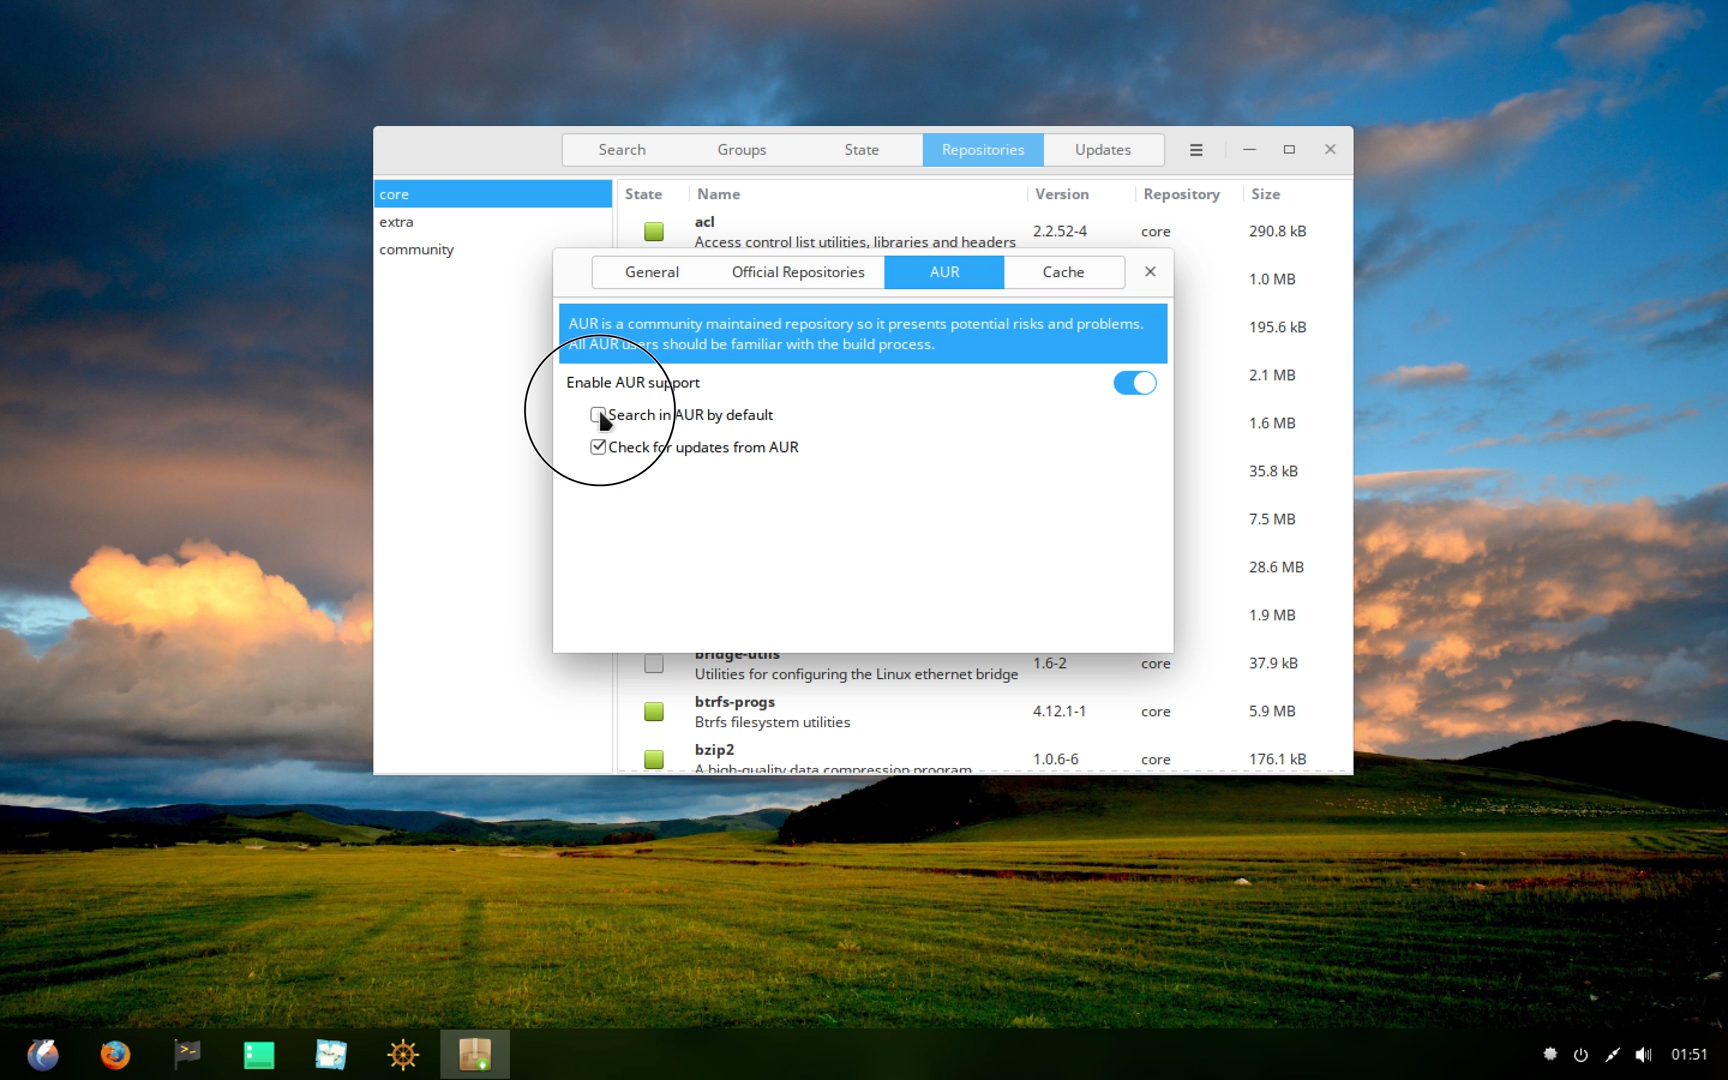 Search Groups State Repositories Updates
core
extra
community
State Name Version Repository Size
acl
Access control list utilities, libraries and headers
2.2.52-4 core 290.8 kB
General Official Repositories AUR Cache
AUR is a community maintained repository so it presents potential risks and problems.
All AUR users should be familiar with the build process.
Enable AUR support
Search in AUR by default
Check for updates from AUR
1.0 MB
195.6 kB
2.1 MB
1.6 MB
35.8 kB
7.5 MB
28.6 MB
1.9 MB
bridge-utils
Utilities for configuring the Linux ethernet bridge
1.6-2 core 37.9 kB
btrfs-progs
Btrfs filesystem utilities
4.12.1-1 core 5.9 MB
bzip2
A high-quality data compression program
1.0.6-6 core 176.1 kB
01:51